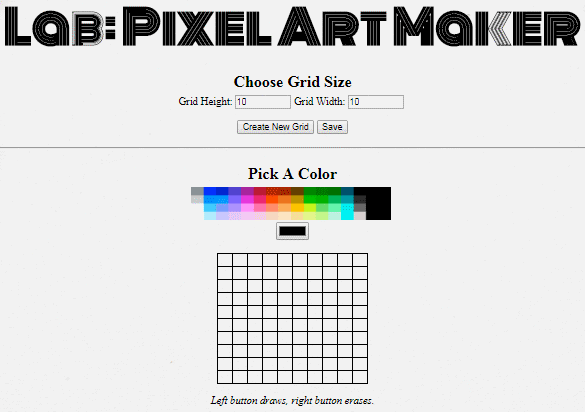 Lab: Pixel Art Maker
Choose Grid Size
Grid Height: 10 Grid Width: 10
Create New Grid Save
Pick A Color
Left button draws, right button erases.